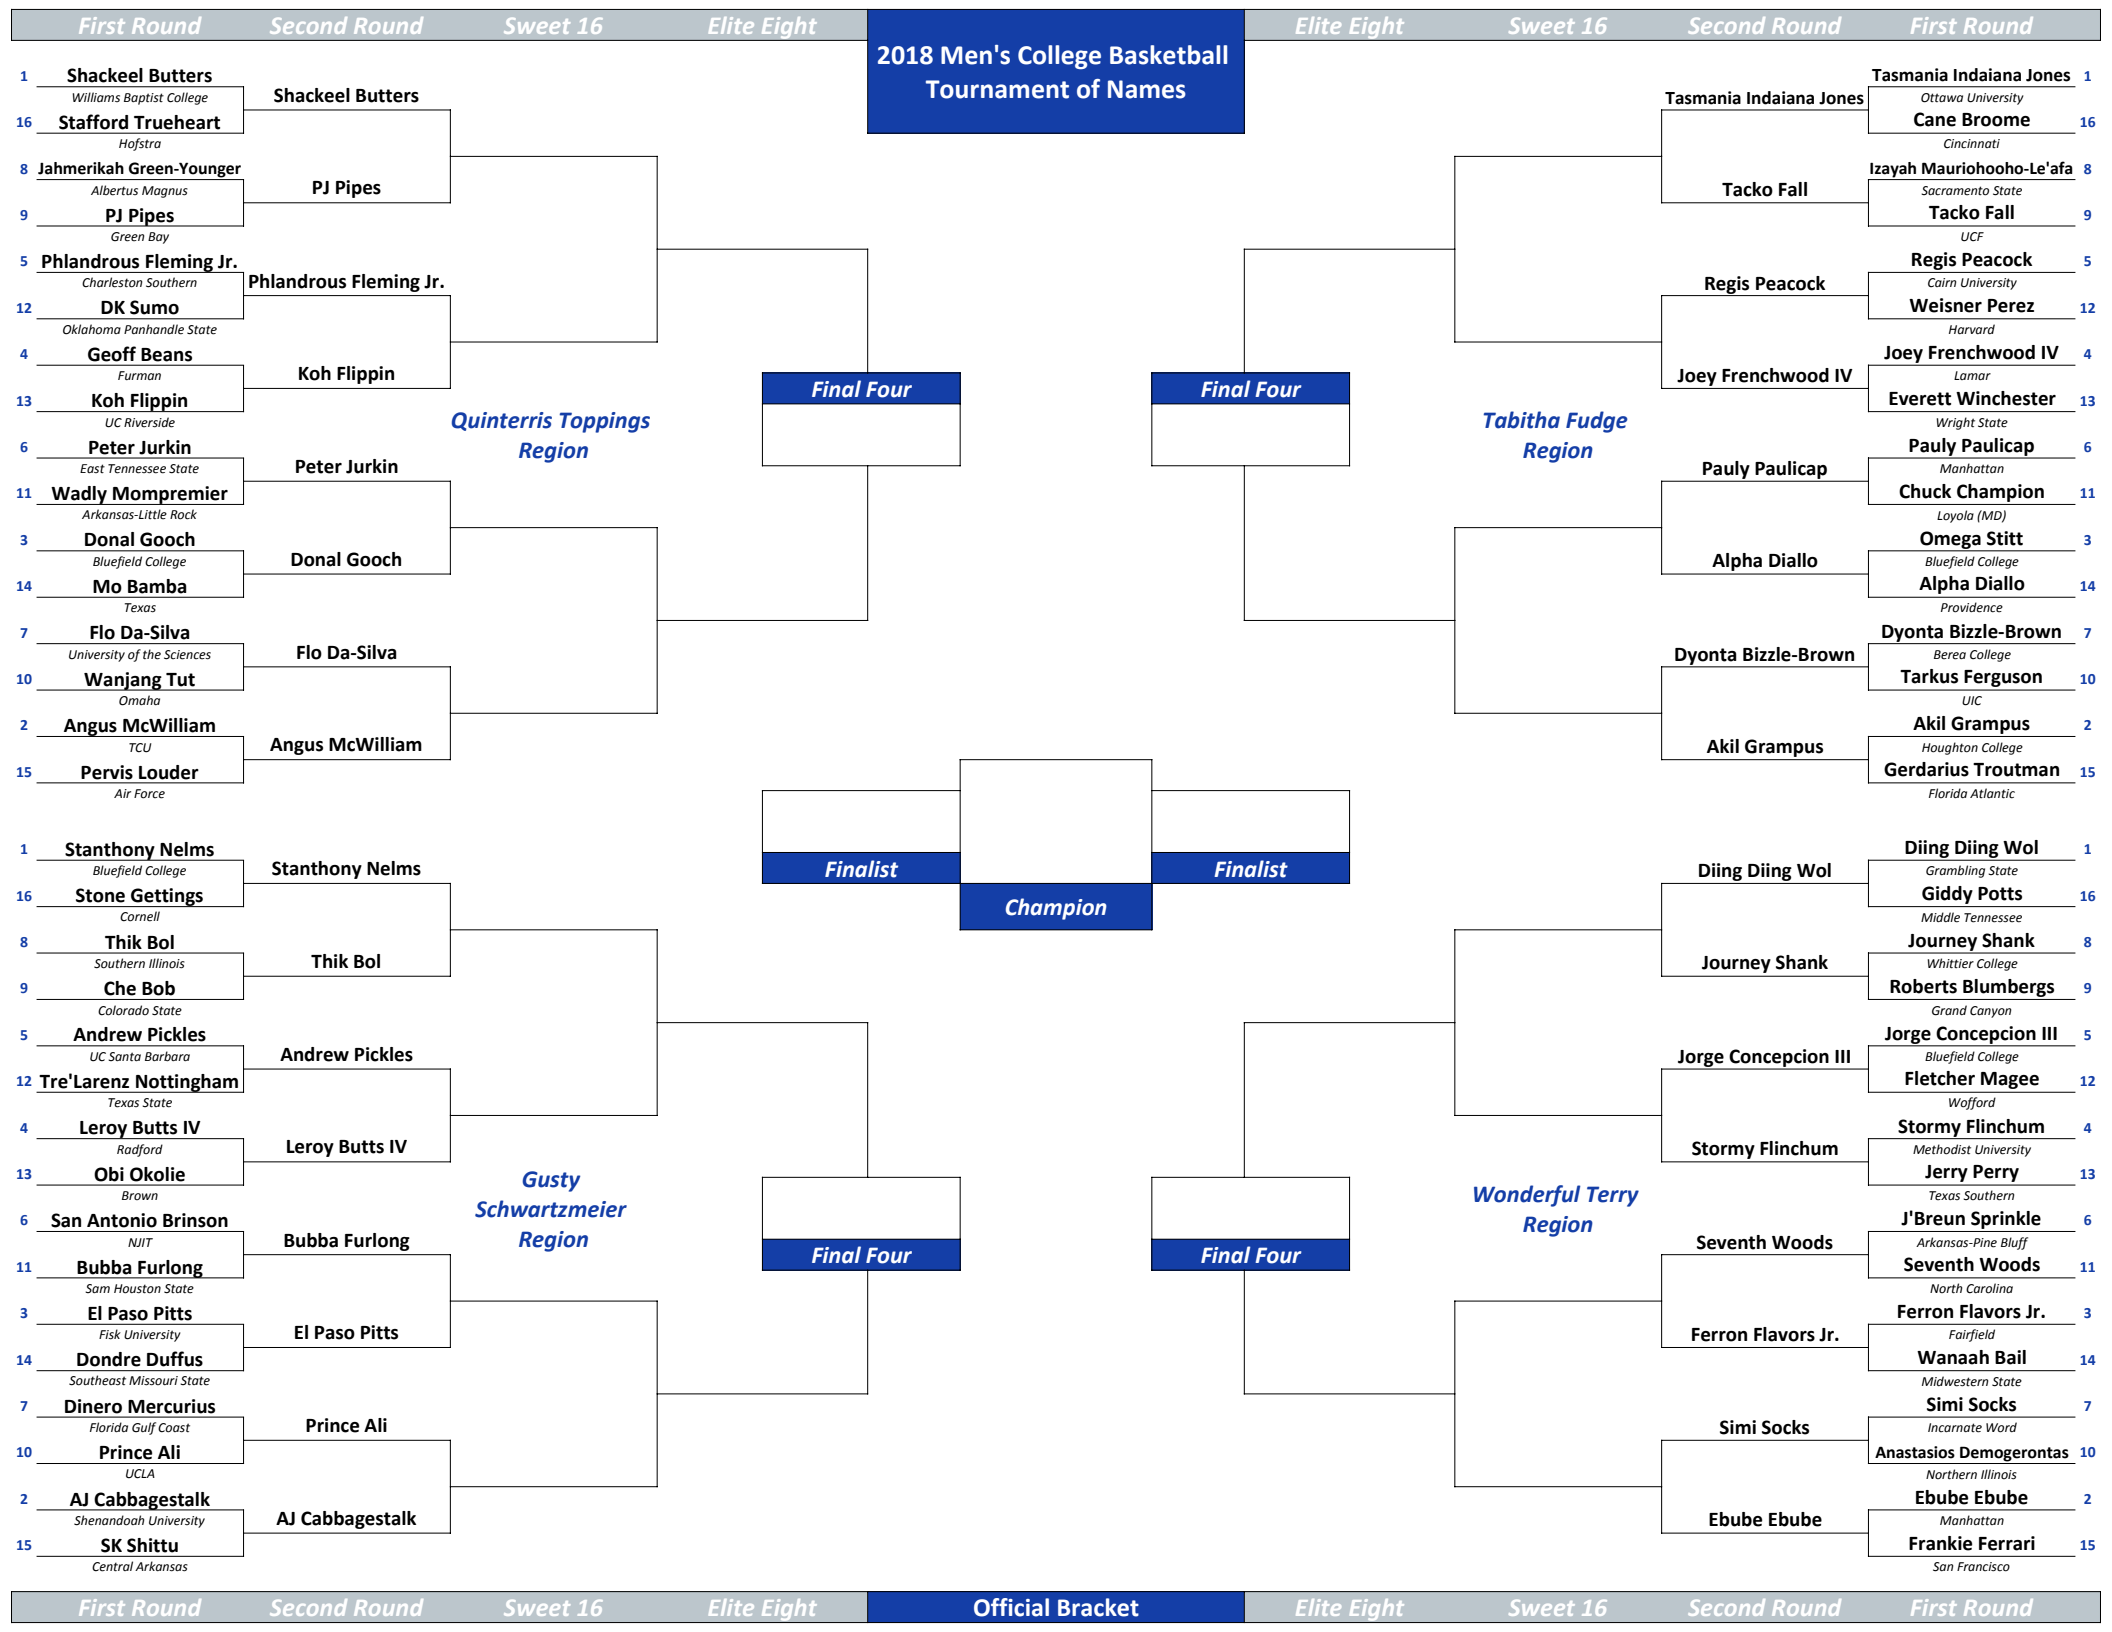 First Round Second Round Sweet 16 Elite Eight
2018 Men's College Basketball
Tournament of Names
Elite Eight Sweet 16 Second Round First Round
1 Shackeel Butters
Williams Baptist College
16 Stafford Trueheart
Hofstra
8 Jahmerikah Green-Younger
Albertus Magnus
9 PJ Pipes
Green Bay
5 Phlandrous Fleming Jr.
Charleston Southern
12 DK Sumo
Oklahoma Panhandle State
4 Geoff Beans
Furman
13 Koh Flippin
UC Riverside
6 Peter Jurkin
East Tennessee State
11 Wadly Mompremier
Arkansas-Little Rock
3 Donal Gooch
Bluefield College
14 Mo Bamba
Texas
7 Flo Da-Silva
University of the Sciences
10 Wanjang Tut
Omaha
2 Angus McWilliam
TCU
15 Pervis Louder
Air Force
Shackeel Butters
PJ Pipes
Phlandrous Fleming Jr.
Koh Flippin
Peter Jurkin
Donal Gooch
Flo Da-Silva
Angus McWilliam
Quinterris Toppings
Region
Final Four
Final Four
Tabitha Fudge
Region
Tasmania Indaiana Jones
Tacko Fall
Regis Peacock
Joey Frenchwood IV
Pauly Paulicap
Alpha Diallo
Dyonta Bizzle-Brown
Akil Grampus
Tasmania Indaiana Jones 1
Ottawa University
Cane Broome 16
Cincinnati
Izayah Mauriohooho-Le'afa 8
Sacramento State
Tacko Fall 9
UCF
Regis Peacock 5
Cairn University
Weisner Perez 12
Harvard
Joey Frenchwood IV 4
Lamar
Everett Winchester 13
Wright State
Pauly Paulicap 6
Manhattan
Chuck Champion 11
Loyola (MD)
Omega Stitt 3
Bluefield College
Alpha Diallo 14
Providence
Dyonta Bizzle-Brown 7
Berea College
Tarkus Ferguson 10
UIC
Akil Grampus 2
Houghton College
Gerdarius Troutman 15
Florida Atlantic
Finalist
Champion
Finalist
1 Stanthony Nelms
Bluefield College
16 Stone Gettings
Cornell
8 Thik Bol
Southern Illinois
9 Che Bob
Colorado State
5 Andrew Pickles
UC Santa Barbara
12 Tre'Larenz Nottingham
Texas State
4 Leroy Butts IV
Radford
13 Obi Okolie
Brown
6 San Antonio Brinson
NJIT
11 Bubba Furlong
Sam Houston State
3 El Paso Pitts
Fisk University
14 Dondre Duffus
Southeast Missouri State
7 Dinero Mercurius
Florida Gulf Coast
10 Prince Ali
UCLA
2 AJ Cabbagestalk
Shenandoah University
15 SK Shittu
Central Arkansas
Stanthony Nelms
Thik Bol
Andrew Pickles
Leroy Butts IV
Bubba Furlong
El Paso Pitts
Prince Ali
AJ Cabbagestalk
Gusty
Schwartzmeier
Region
Final Four
Final Four
Wonderful Terry
Region
Diing Diing Wol
Journey Shank
Jorge Concepcion III
Stormy Flinchum
Seventh Woods
Ferron Flavors Jr.
Simi Socks
Ebube Ebube
Diing Diing Wol 1
Grambling State
Giddy Potts 16
Middle Tennessee
Journey Shank 8
Whittier College
Roberts Blumbergs 9
Grand Canyon
Jorge Concepcion III 5
Bluefield College
Fletcher Magee 12
Wofford
Stormy Flinchum 4
Methodist University
Jerry Perry 13
Texas Southern
J'Breun Sprinkle 6
Arkansas-Pine Bluff
Seventh Woods 11
North Carolina
Ferron Flavors Jr. 3
Fairfield
Wanaah Bail 14
Midwestern State
Simi Socks 7
Incarnate Word
Anastasios Demogerontas 10
Northern Illinois
Ebube Ebube 2
Manhattan
Frankie Ferrari 15
San Francisco
First Round Second Round Sweet 16 Elite Eight
Official Bracket
Elite Eight Sweet 16 Second Round First Round